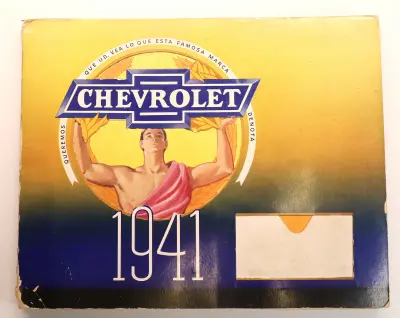 QUEREMOS QUE UD. VEA LO QUE ESTA FAMOSA MARCA DENOTA
CHEVROLET
1941